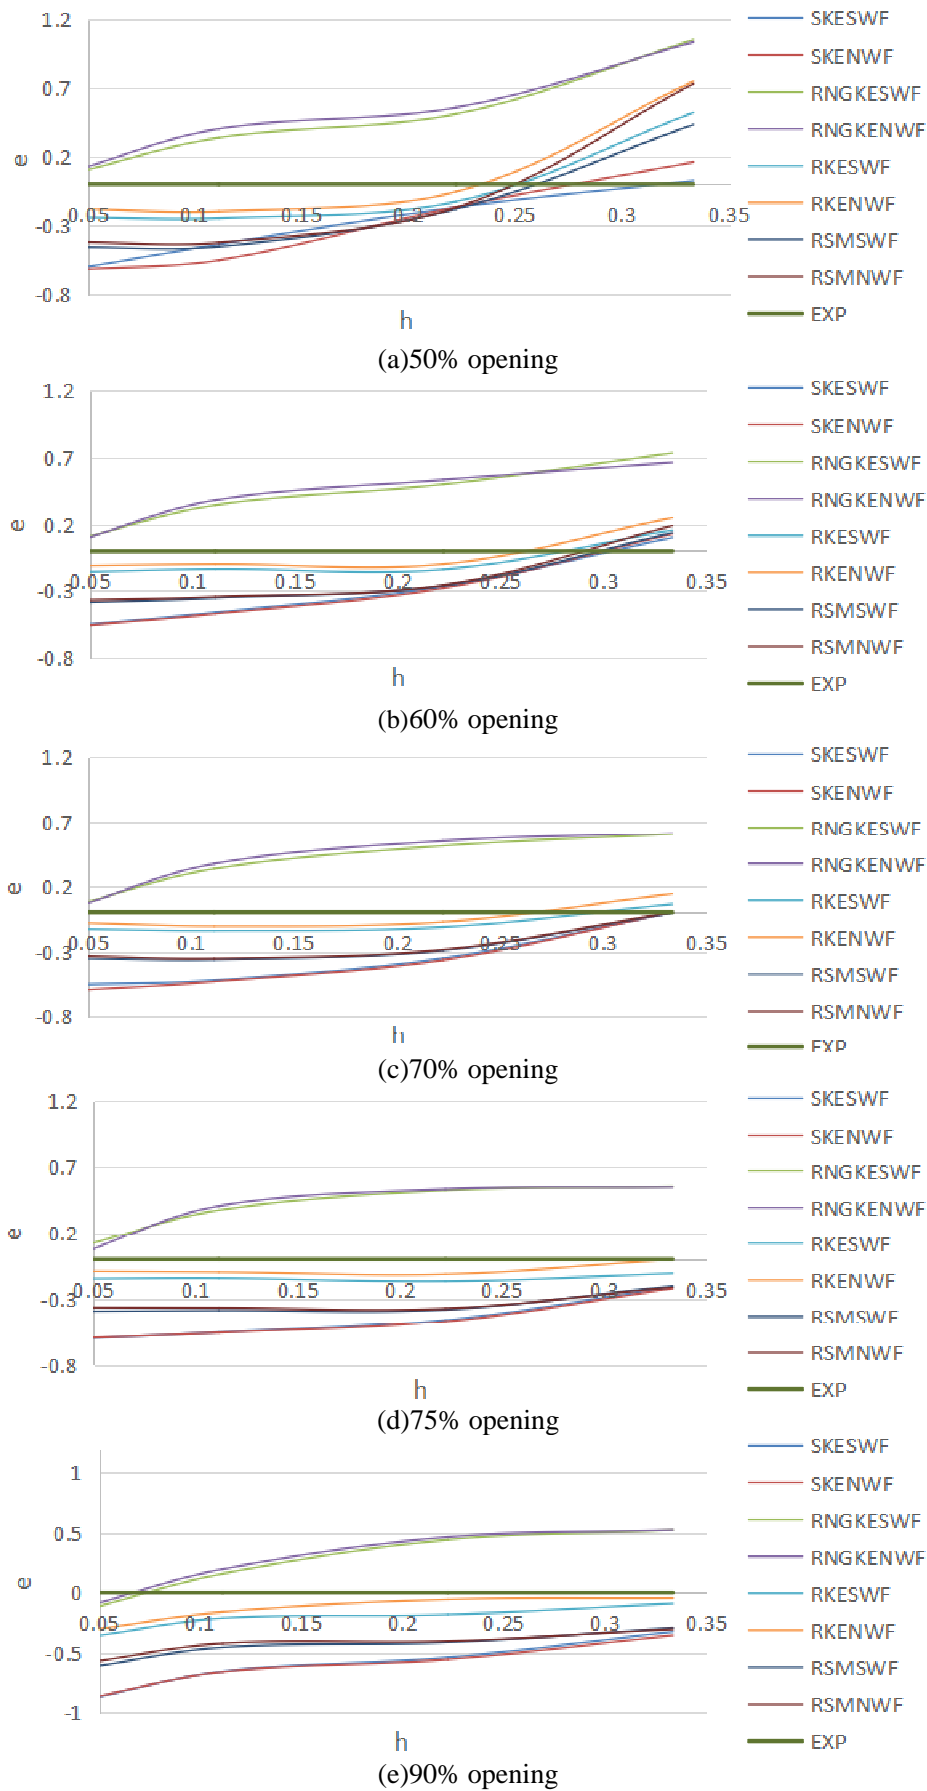 1.2
0.7
0.2
-0.3
-0.8
e
0.05 0.1 0.15 0.2 0.25 0.3 0.35
h
SKESWF
SKENWF
RNGKESWF
RNGKENWF
RKESWF
RKENWF
RSMSWF
RSMNWF
EXP
(a)50% opening
1.2
0.7
0.2
-0.3
-0.8
e
0.05 0.1 0.15 0.2 0.25 0.3 0.35
h
SKESWF
SKENWF
RNGKESWF
RNGKENWF
RKESWF
RKENWF
RSMSWF
RSMNWF
EXP
(b)60% opening
1.2
0.7
0.2
-0.3
-0.8
e
0.05 0.1 0.15 0.2 0.25 0.3 0.35
h
SKESWF
SKENWF
RNGKESWF
RNGKENWF
RKESWF
RKENWF
RSMSWF
RSMNWF
EXP
(c)70% opening
1.2
0.7
0.2
-0.3
-0.8
e
0.05 0.1 0.15 0.2 0.25 0.3 0.35
h
SKESWF
SKENWF
RNGKESWF
RNGKENWF
RKESWF
RKENWF
RSMSWF
RSMNWF
EXP
(d)75% opening
1
0.5
0
-0.5
-1
e
0.05 0.1 0.15 0.2 0.25 0.3 0.35
h
SKESWF
SKENWF
RNGKESWF
RNGKENWF
RKESWF
RKENWF
RSMSWF
RSMNWF
EXP
(e)90% opening